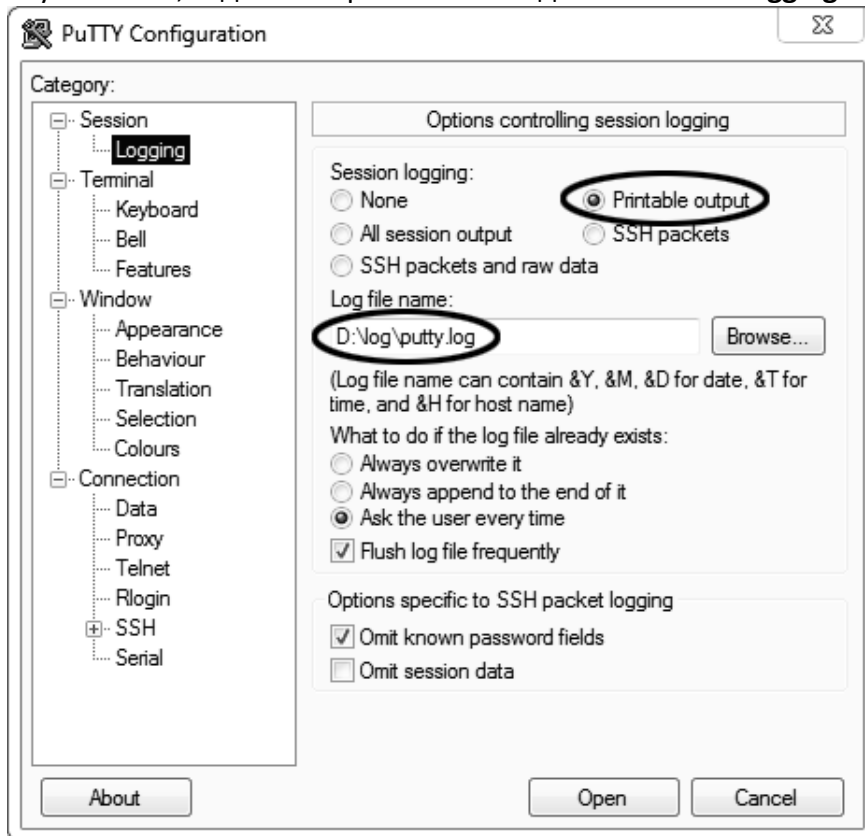 ogging
PuTTY Configuration
Category:
Session
Logging
Terminal
Keyboard
Bell
Features
Window
Appearance
Behaviour
Translation
Selection
Colours
Connection
Data
Proxy
Telnet
Rlogin
SSH
Serial
Options controlling session logging
Session logging:
None
Printable output
All session output
SSH packets
SSH packets and raw data
Log file name:
D:\log\putty.log
Browse...
(Log file name can contain &Y, &M, &D for date, &T for
time, and &H for host name)
What to do if the log file already exists:
Always overwrite it
Always append to the end of it
Ask the user every time
Flush log file frequently
Options specific to SSH packet logging
Omit known password fields
Omit session data
About
Open
Cancel